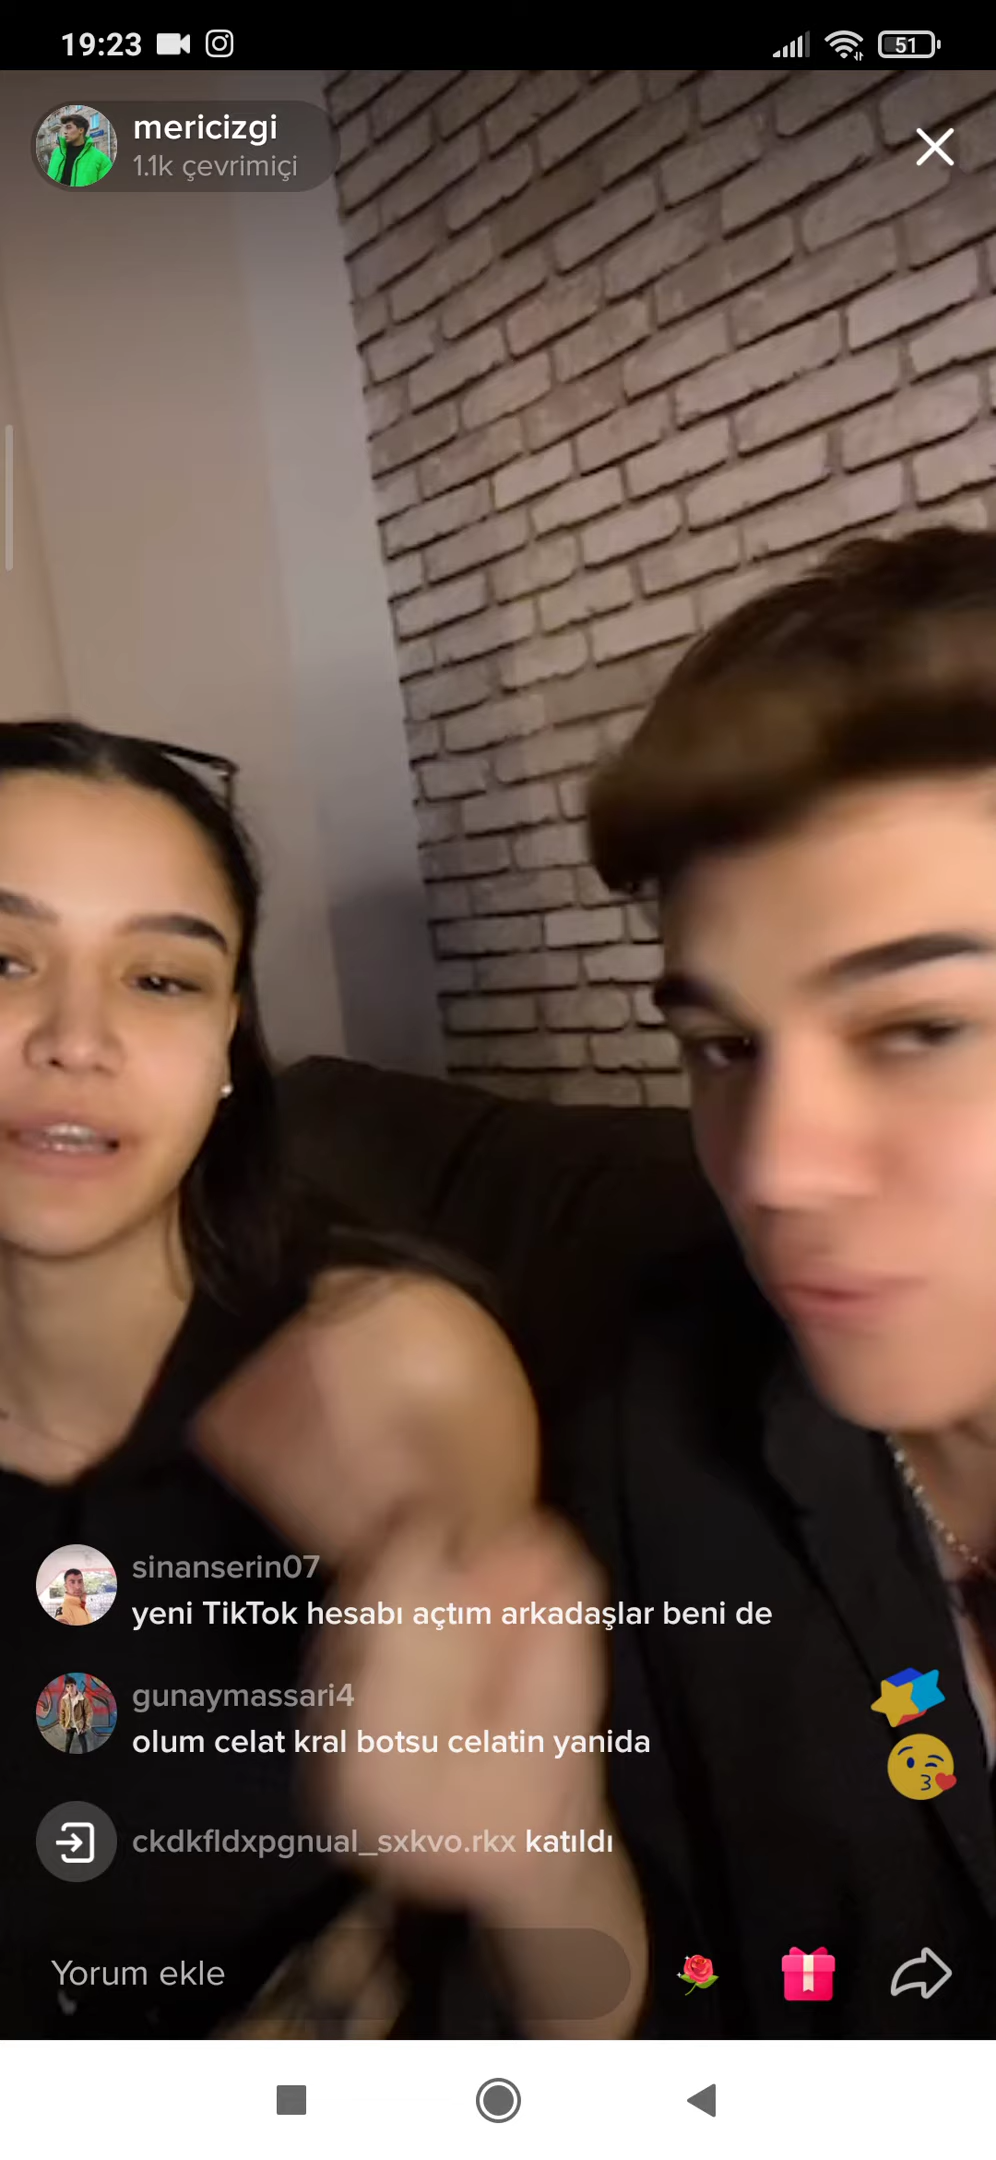 19:23
51
mericizgi
1.1k çevrimiçi
sinanserin07
yeni TikTok hesabı açtım arkadaşlar beni de
gunaymassari4
olum celat kral botsu celatin yanida
ckdkfldxpgnual_sxkvo.rkx katıldı
Yorum ekle